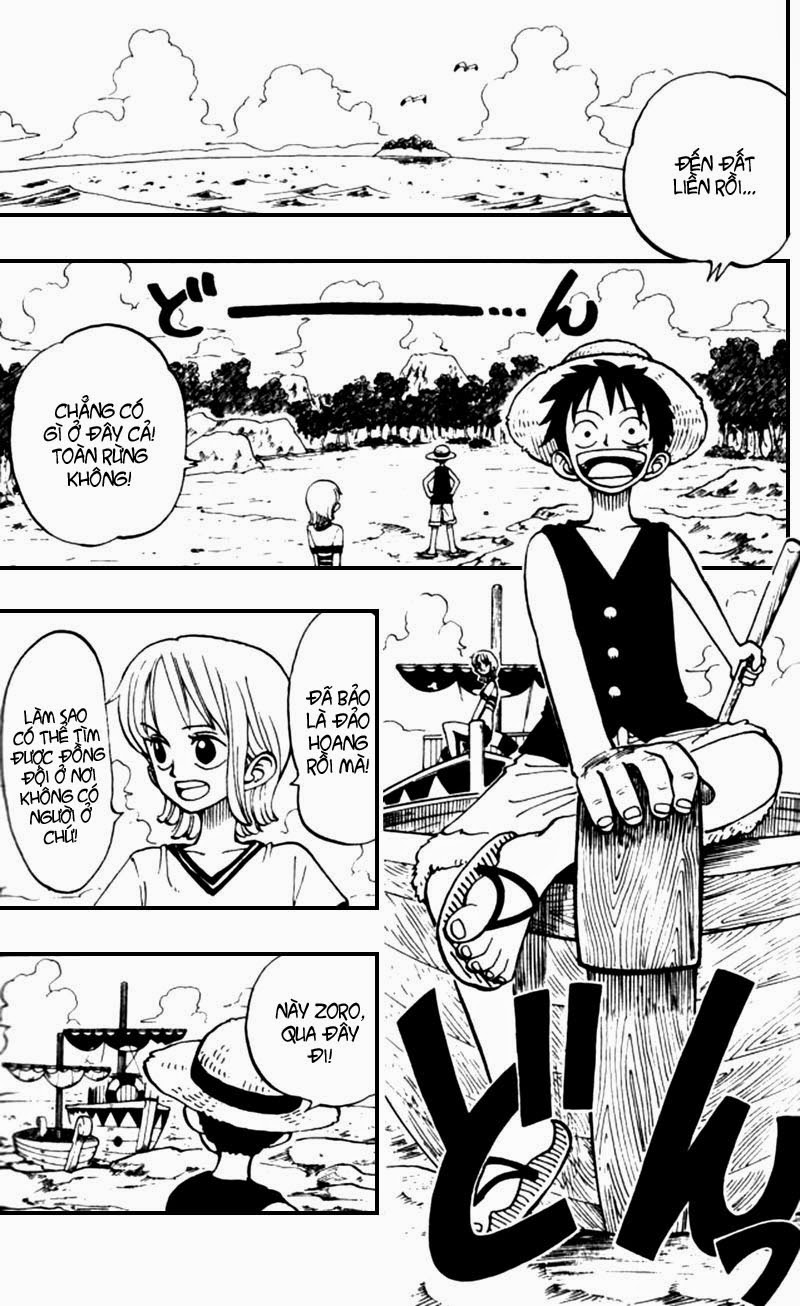 ĐẾN ĐẤT
LIỀN RỒI...
ど ━━ ...ん
CHẲNG CÓ
GÌ Ở ĐÂY CẢ!
TOÀN RỪNG
KHÔNG!
ĐÃ BẢO
LÀ ĐẢO
HOANG
RỒI MÀ!
LÀM SAO
CÓ THỂ TÌM
ĐƯỢC ĐỒNG
ĐỘI Ở NƠI
KHÔNG CÓ
NGƯỜI Ở
CHỨ!
NÀY ZORO,
QUA ĐÂY
ĐI!
どんっ